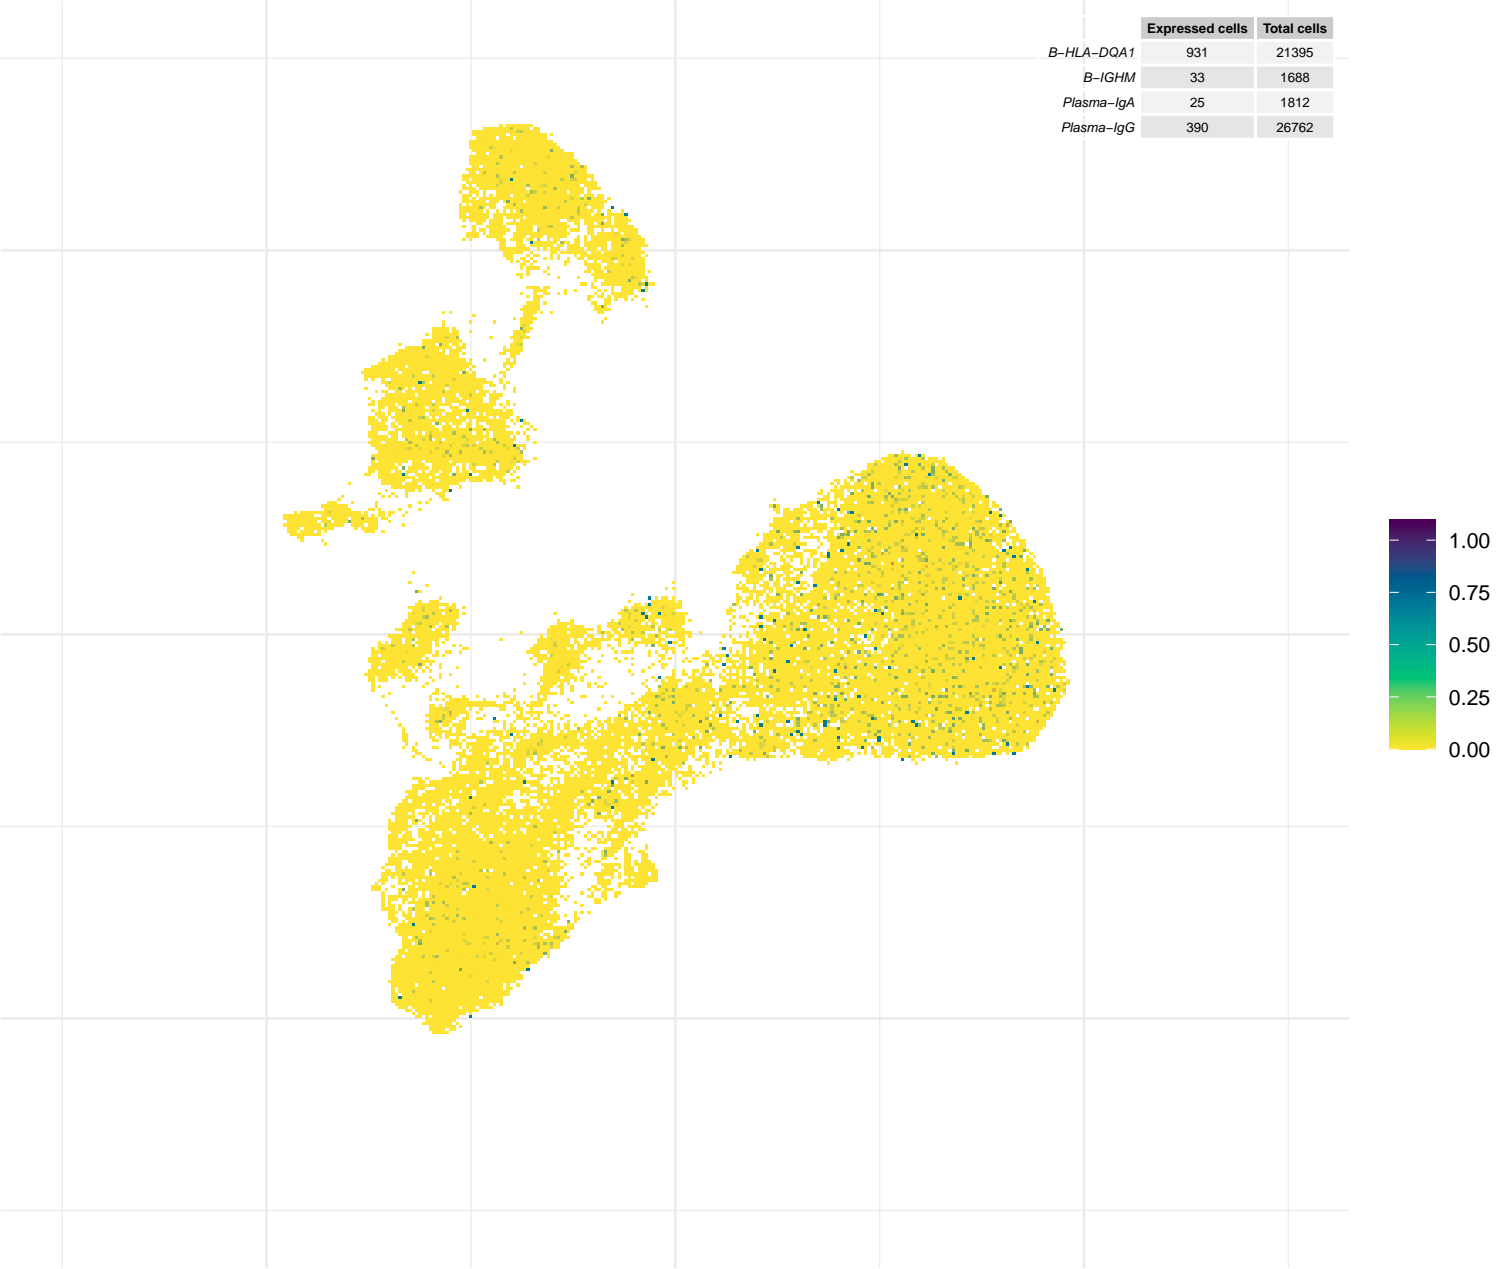 Expressed cells Total cells
B−HLA−DQA1 931 21395
B−IGHM 33 1688
Plasma−IgA 25 1812
Plasma−IgG 390 26762
1.00
0.75
0.50
0.25
0.00